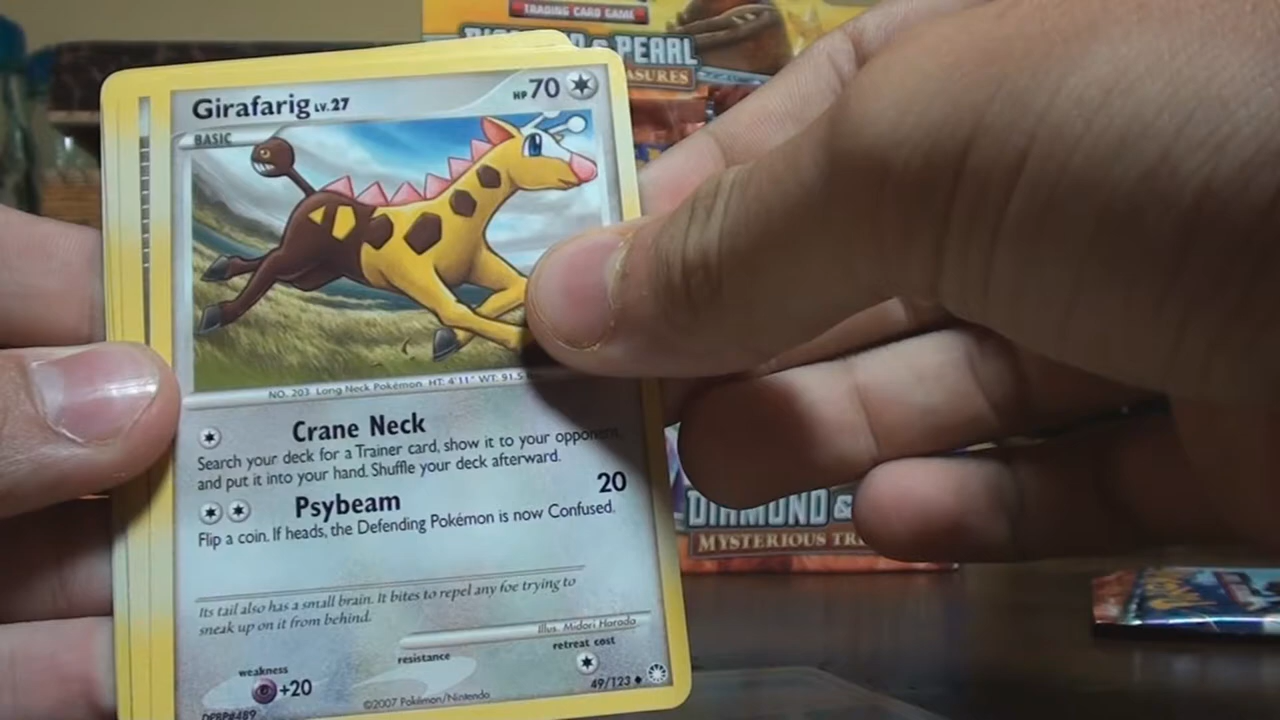 TRADING CARD GAME
& PEARL
ASURES
Girafarig LV.27
HP 70
BASIC
NO. 203 Long Neck Pokémon HT: 4'11" WT: 91.5
Crane Neck
Search your deck for a Trainer card, show it to your opponent,
and put it into your hand. Shuffle your deck afterward.
Psybeam 20
Flip a coin. If heads, the Defending Pokémon is now Confused.
Its tail also has a small brain. It bites to repel any foe trying to
sneak up on it from behind.
Illus. Midori Harada
weakness
resistance
retreat cost
+20
49/123
©2007 Pokémon/Nintendo
DPBP#489
DIAMOND &
MYSTERIOUS TR